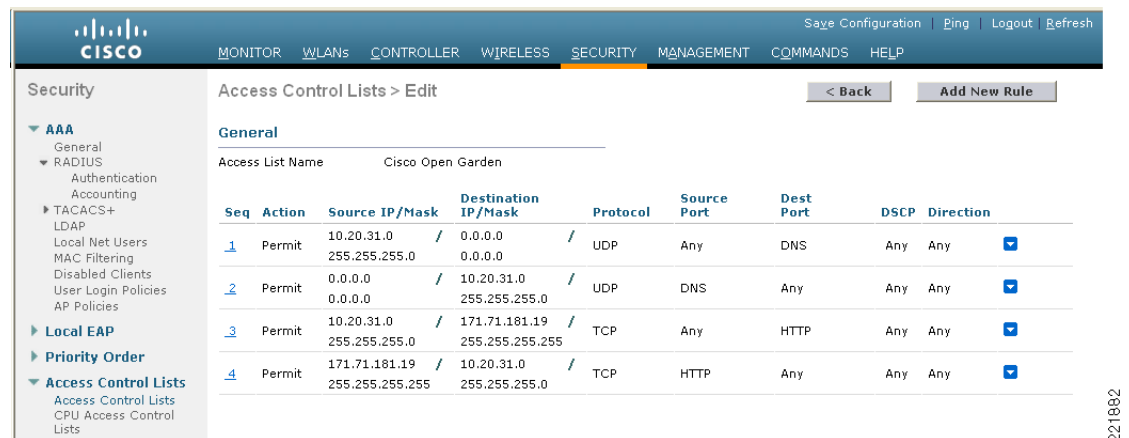 Save Configuration | Ping | Logout | Refresh
CISCO
MONITOR WLANs CONTROLLER WIRELESS SECURITY MANAGEMENT COMMANDS HELP
Security
AAA
General
RADIUS
Authentication
Accounting
TACACS+
LDAP
Local Net Users
MAC Filtering
Disabled Clients
User Login Policies
AP Policies
Local EAP
Priority Order
Access Control Lists
Access Control Lists
CPU Access Control
Lists
Access Control Lists > Edit
< Back
Add New Rule
General
Access List Name Cisco Open Garden
Seq Action Source IP/Mask Destination IP/Mask Protocol Source Port Dest Port DSCP Direction
1 Permit 10.20.31.0 / 0.0.0.0 / UDP Any DNS Any Any
255.255.255.0 0.0.0.0
2 Permit 0.0.0.0 / 10.20.31.0 / UDP DNS Any Any Any
0.0.0.0 255.255.255.0
3 Permit 10.20.31.0 / 171.71.181.19 / TCP Any HTTP Any Any
255.255.255.0 255.255.255.255
4 Permit 171.71.181.19 / 10.20.31.0 / TCP HTTP Any Any Any
255.255.255.255 255.255.255.0
221882